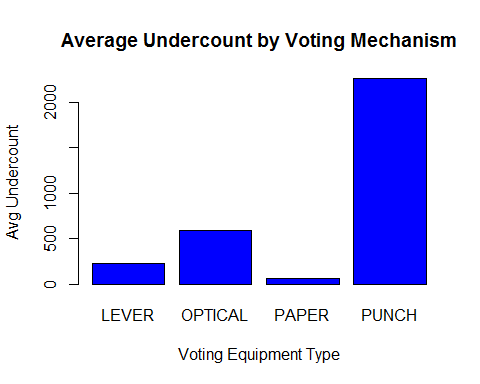 Average Undercount by Voting Mechanism
Avg Undercount
2000
1000
500
0
LEVER OPTICAL PAPER PUNCH
Voting Equipment Type